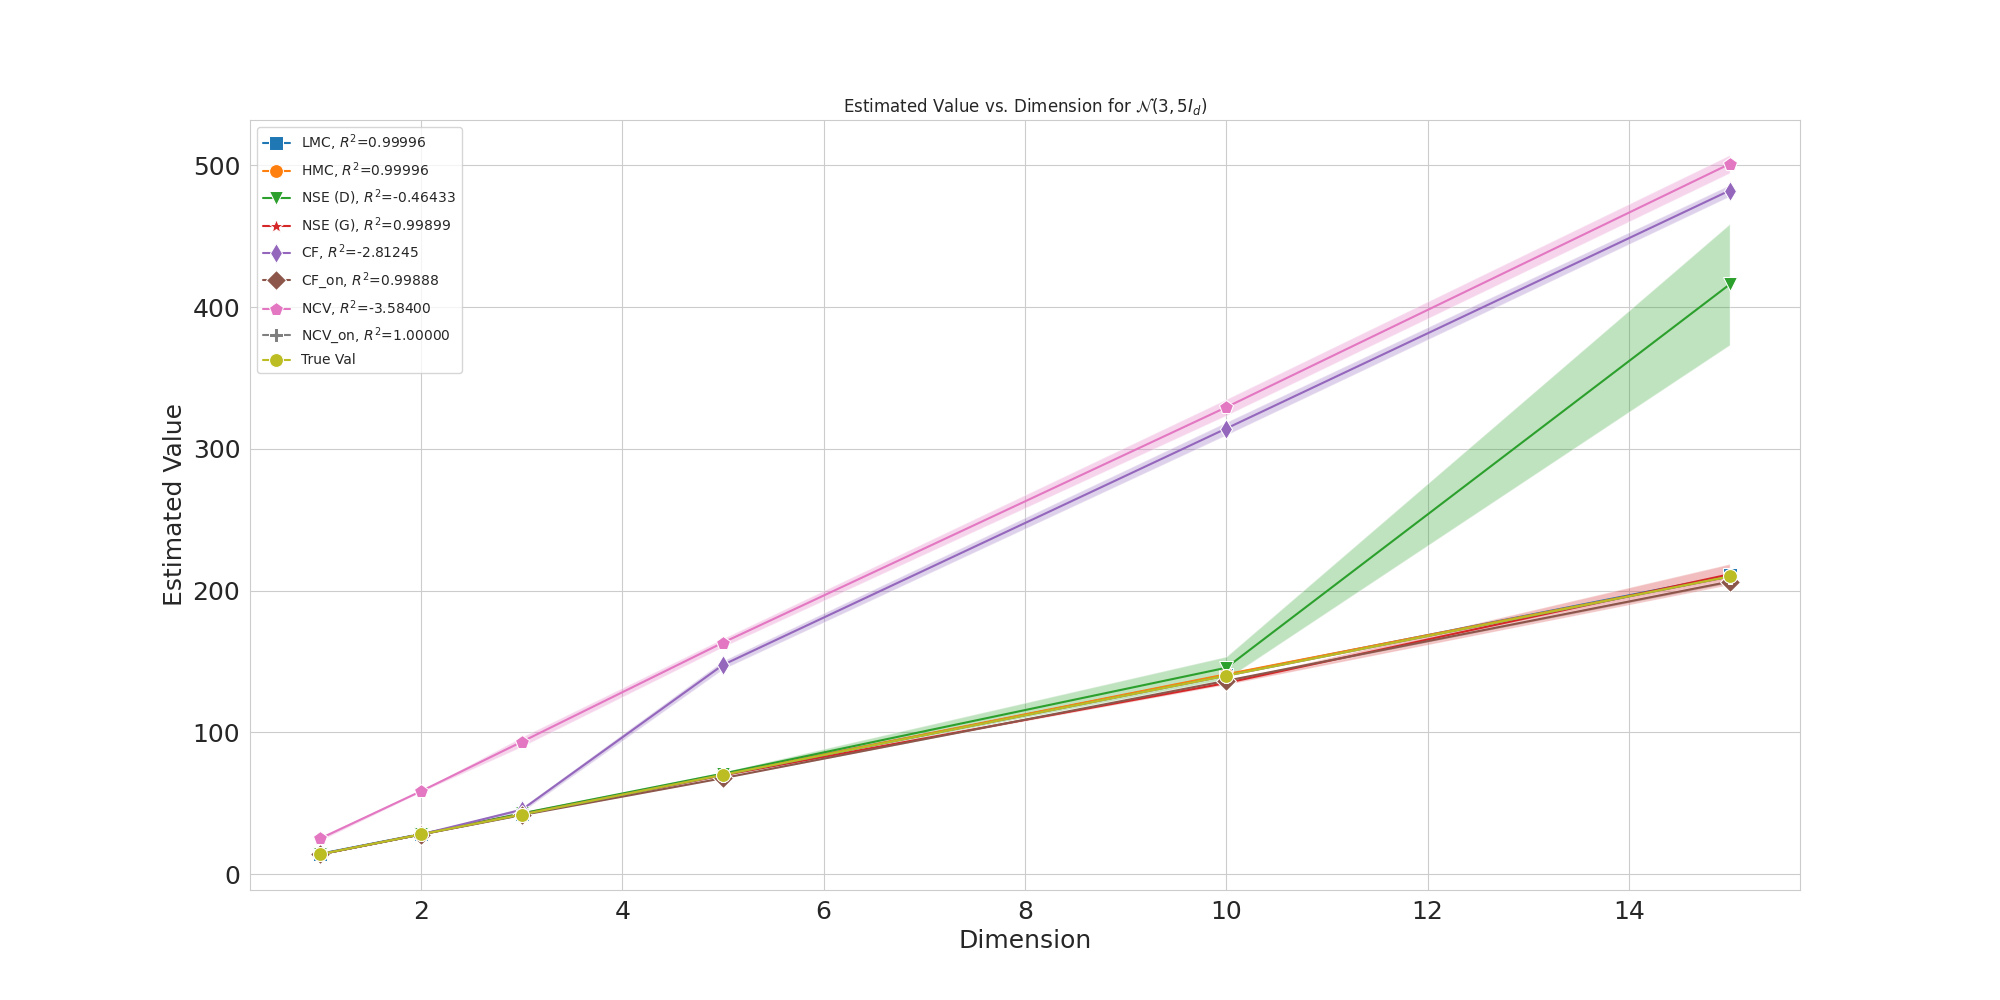 Estimated Value vs. Dimension for 𝒩(3, 5I_d)
LMC, R²=0.99996
HMC, R²=0.99996
NSE (D), R²=-0.46433
NSE (G), R²=0.99899
CF, R²=-2.81245
CF_on, R²=0.99888
NCV, R²=-3.58400
NCV_on, R²=1.00000
True Val
Estimated Value
500
400
300
200
100
0
2 4 6 8 10 12 14
Dimension